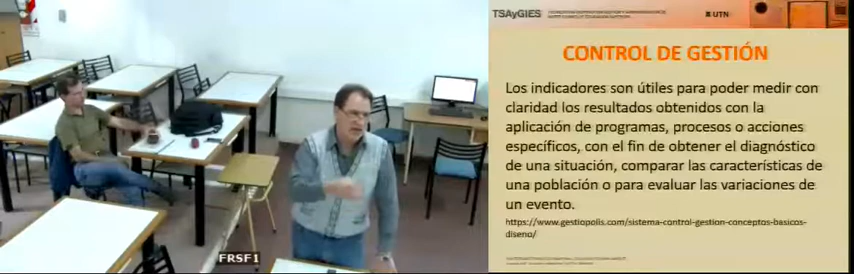 TSAyGIES
UTN
CONTROL DE GESTIÓN
Los indicadores son útiles para poder medir con
claridad los resultados obtenidos con la
aplicación de programas, procesos o acciones
específicos, con el fin de obtener el diagnóstico
de una situación, comparar las características de
una población o para evaluar las variaciones de
un evento.
https://www.gestiopolis.com/sistema-control-gestion-conceptos-basicos-
diseno/
FRSF1